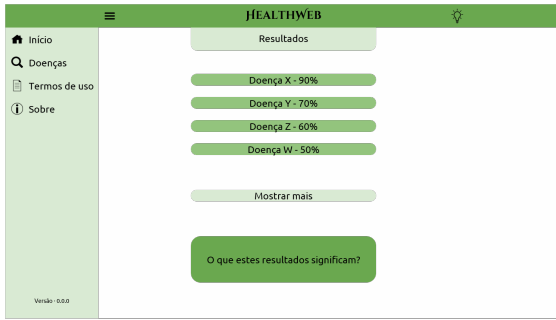 HealthWeb
Início
Doenças
Termos de uso
Sobre
Versão - 0.0.0
Resultados
Doença X - 90%
Doença Y - 70%
Doença Z - 60%
Doença W - 50%
Mostrar mais
O que estes resultados significam?